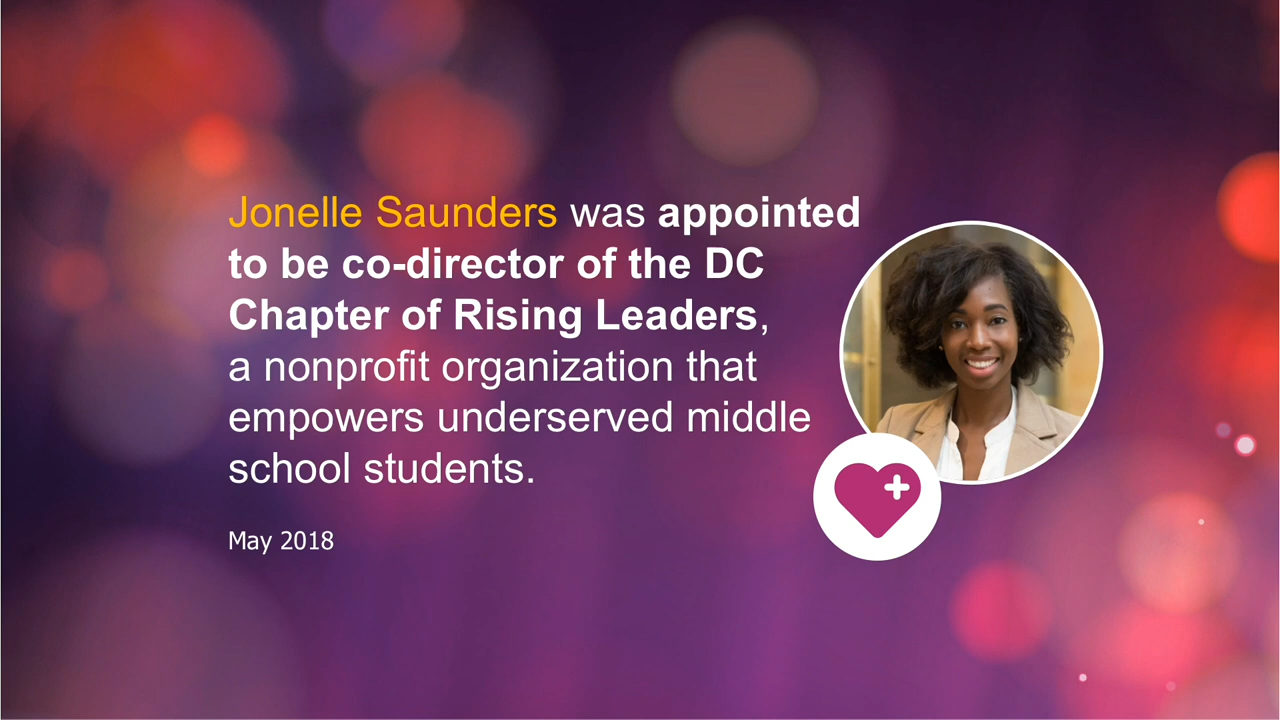 Jonelle Saunders was appointed
to be co-director of the DC
Chapter of Rising Leaders,
a nonprofit organization that
empowers underserved middle
school students.
May 2018